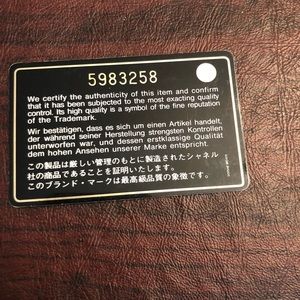 5983258
We certify the authenticity of this item and confirm
that it has been subjected to the most exacting quality
control. Its high quality is a symbol of the fine reputation
of the Trademark.
Wir bestätigen, dass es sich um einen Artikel handelt,
der während seiner Herstellung strengsten Kontrollen
unterworfen war, und dessen erstklassige Qualität
dem hohen Ansehen unserer Marke entspricht.
この製品は厳しい管理のもとに製造されたシャネル
社の商品であることを証明いたします。
このブランド・マークは最高級品質の象徴です。